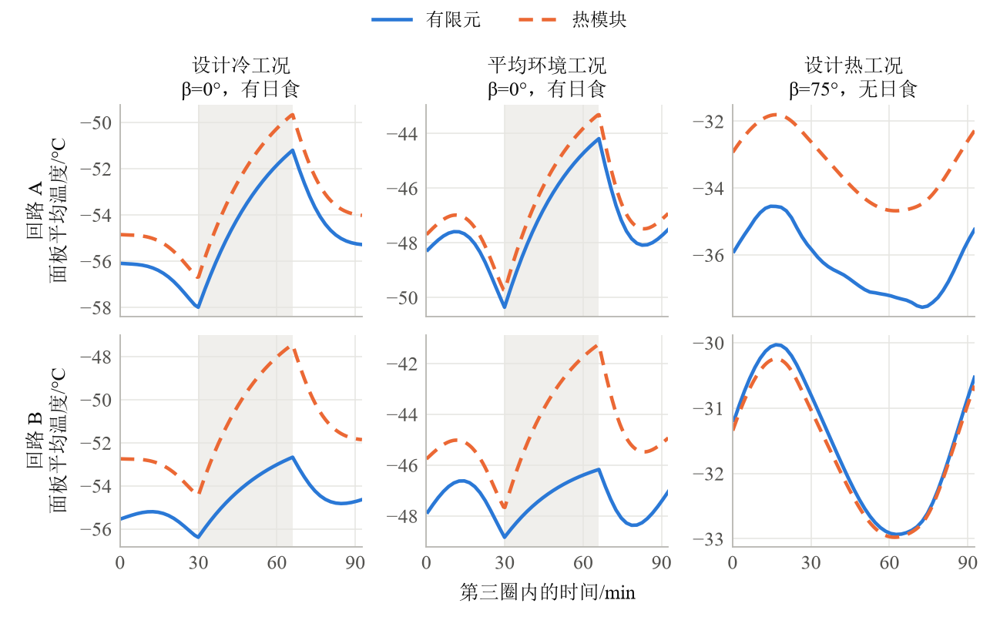 有限元
热模块
设计冷工况
β=0°，有日食
平均环境工况
β=0°，有日食
设计热工况
β=75°，无日食
回路 A
面板平均温度/°C
−50
−52
−54
−56
−58
−44
−46
−48
−50
−32
−34
−36
回路 B
面板平均温度/°C
−48
−50
−52
−54
−56
−42
−44
−46
−48
−30
−31
−32
−33
0
30
60
90
0
30
60
90
0
30
60
90
第三圈内的时间/min